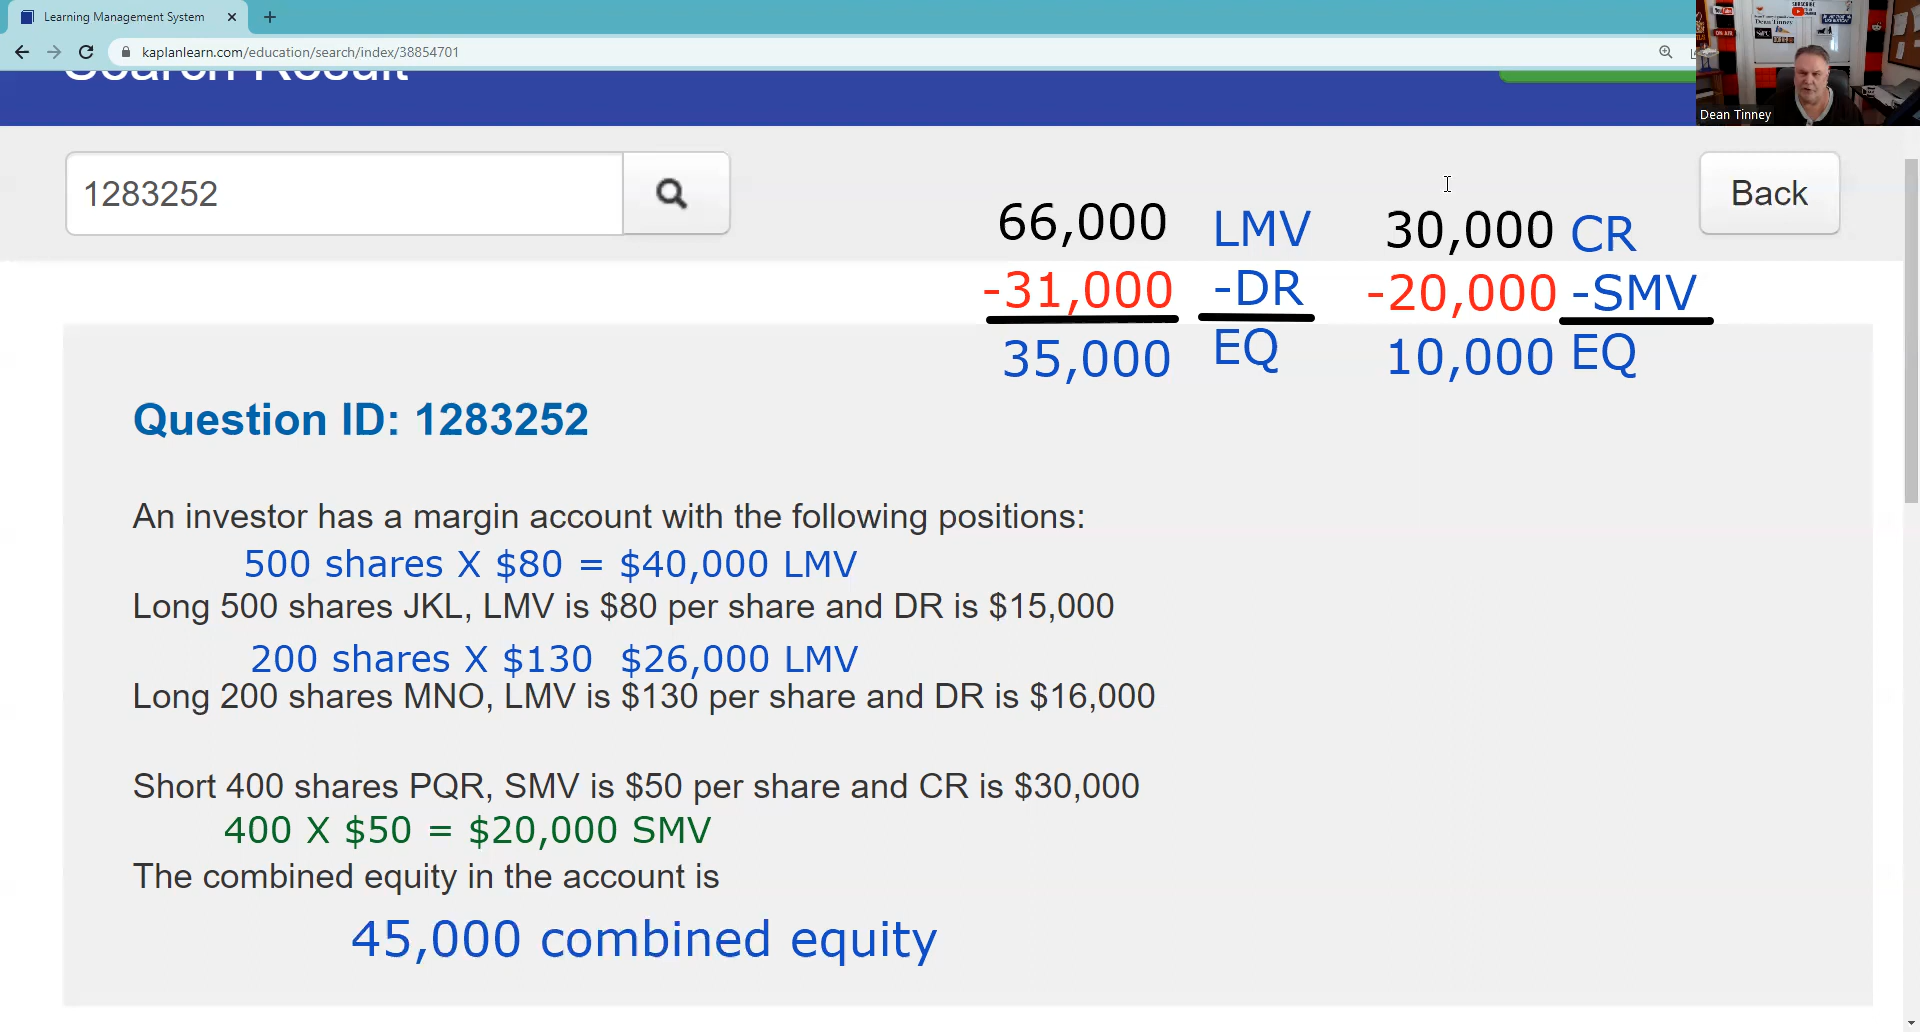 Learning Management System
kaplanlearn.com/education/search/index/38854701
Search Result
Dean Tinney
1283252
Back
66,000 LMV 30,000 CR
-31,000 -DR -20,000 -SMV
35,000 EQ 10,000 EQ
Question ID: 1283252
An investor has a margin account with the following positions:
500 shares X $80 = $40,000 LMV
Long 500 shares JKL, LMV is $80 per share and DR is $15,000
200 shares X $130 $26,000 LMV
Long 200 shares MNO, LMV is $130 per share and DR is $16,000
Short 400 shares PQR, SMV is $50 per share and CR is $30,000
400 X $50 = $20,000 SMV
The combined equity in the account is
45,000 combined equity